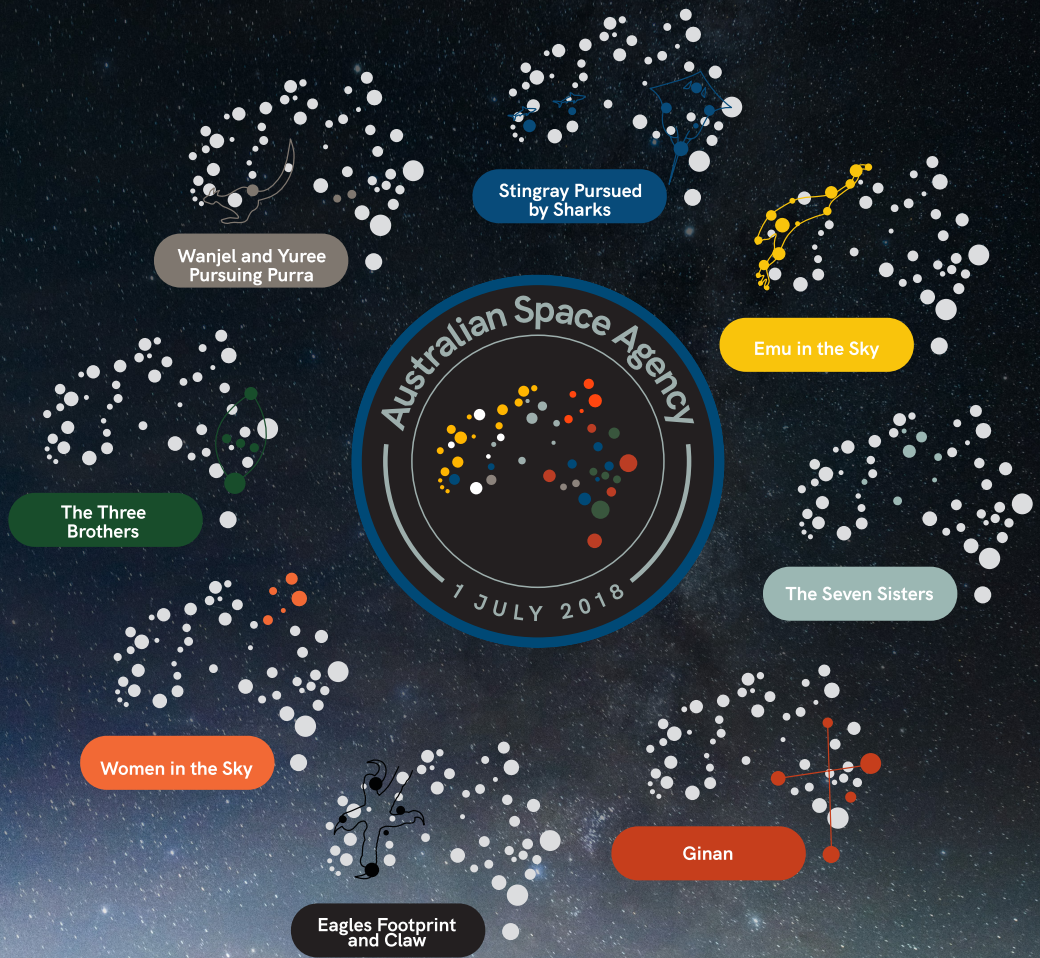 Stingray Pursued
by Sharks
Wanjel and Yuree
Pursuing Purra
Emu in the Sky
Australian Space Agency
1 JULY 2018
The Three
Brothers
The Seven Sisters
Women in the Sky
Ginan
Eagles Footprint
and Claw